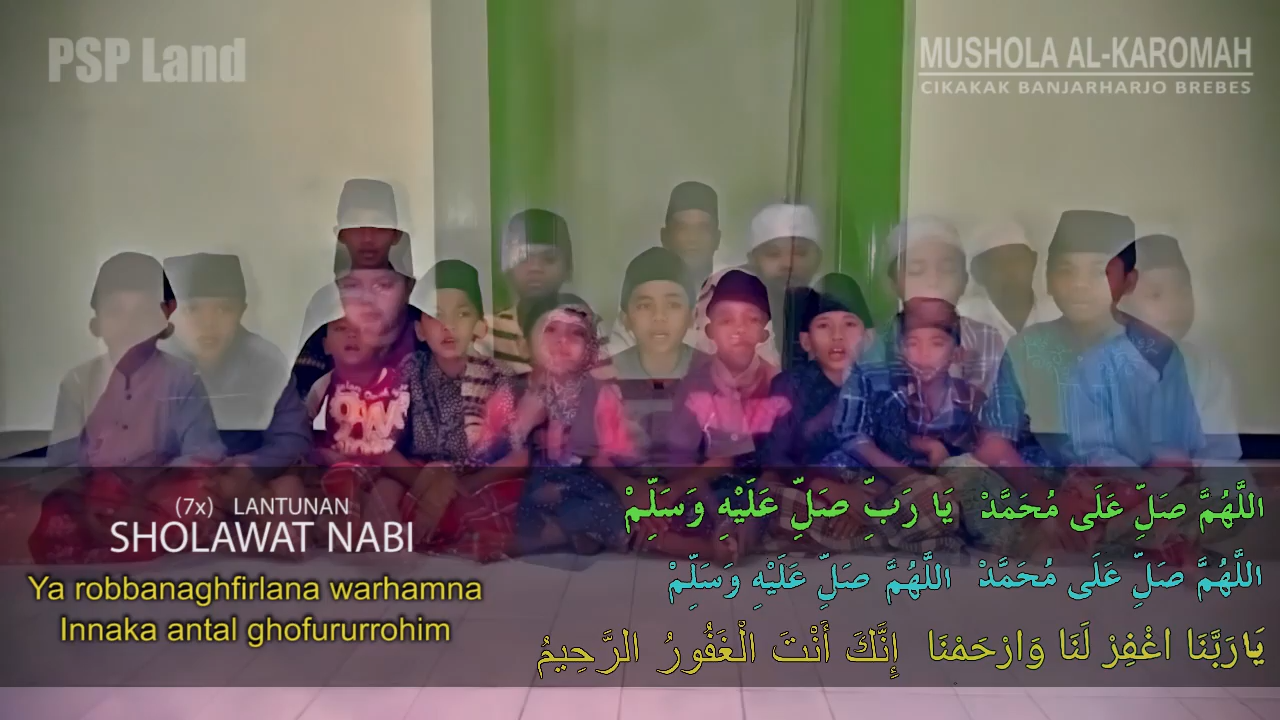 PSP Land
MUSHOLA AL-KAROMAH
CIKAKAK BANJARHARJO BREBES
(7x) LANTUNAN
SHOLAWAT NABI
Ya robbanaghfirlana warhamna
Innaka antal ghofururrohim
اللَّهُمَّ صَلِّ عَلَى مُحَمَّدْ يَا رَبِّ صَلِّ عَلَيْهِ وَسَلِّمْ
اللَّهُمَّ صَلِّ عَلَى مُحَمَّدْ اللَّهُمَّ صَلِّ عَلَيْهِ وَسَلِّمْ
يَارَبَّنَا اغْفِرْ لَنَا وَارْحَمْنَا إِنَّكَ أَنْتَ الْغَفُورُ الرَّحِيمُ